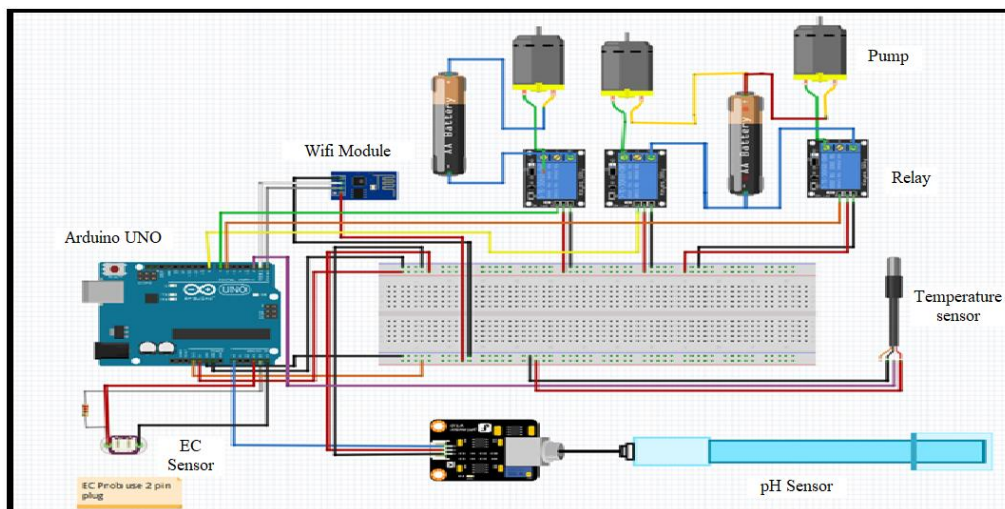 Pump
Wifi Module
Relay
Arduino UNO
AA Battery
AA Battery
UNO
Temperature
sensor
EC
Sensor
pH Sensor
EC Prob use 2 pin
plug